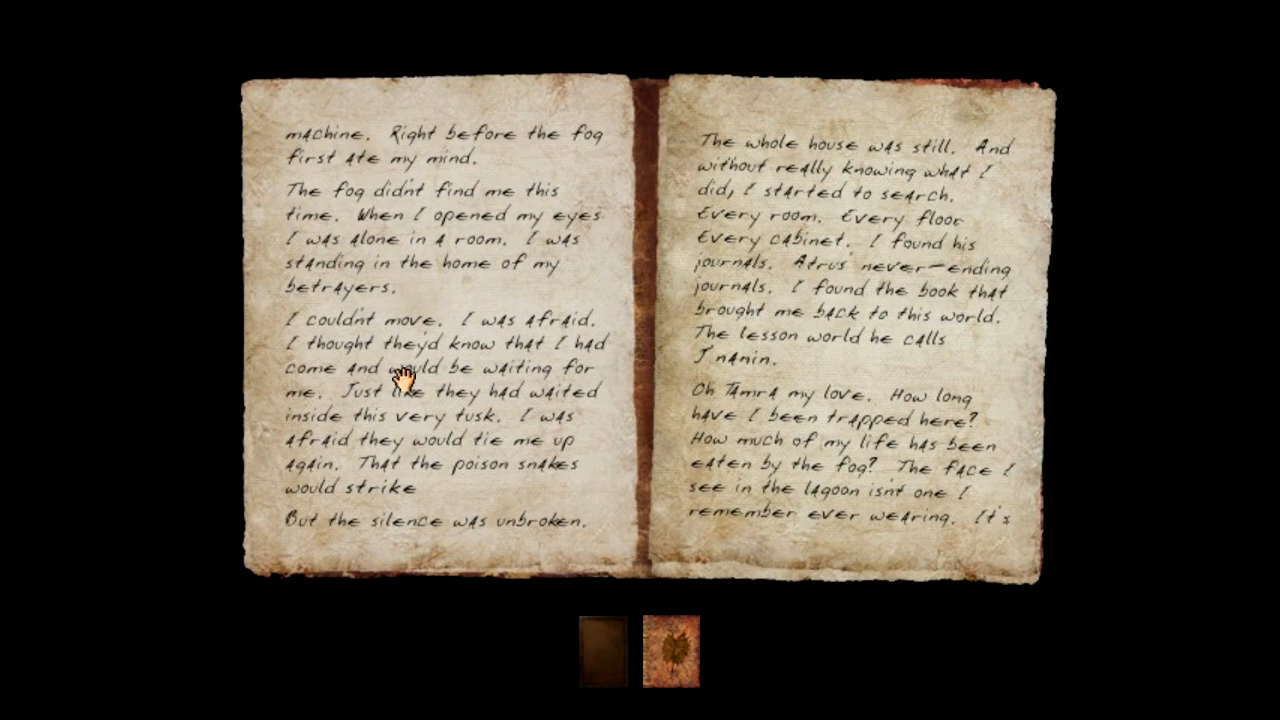 machine. Right before the fog
first ate my mind.
The fog didn't find me this
time. When I opened my eyes
I was alone in a room. I was
standing in the home of my
betrayers.
I couldn't move. I was afraid.
I thought they'd know that I had
come and would be waiting for
me. Just like they had waited
inside this very tusk. I was
afraid they would tie me up
again. That the poison snakes
would strike
But the silence was unbroken.
The whole house was still. And
without really knowing what I
did, I started to search.
Every room. Every floor
Every cabinet. I found his
journals. Atrus' never-ending
journals. I found the book that
brought me back to this world.
The lesson world he calls
J'nanin.
Oh Tamra my love. How long
have I been trapped here?
How much of my life has been
eaten by the fog? The face I
see in the lagoon isn't one I
remember ever wearing. It's